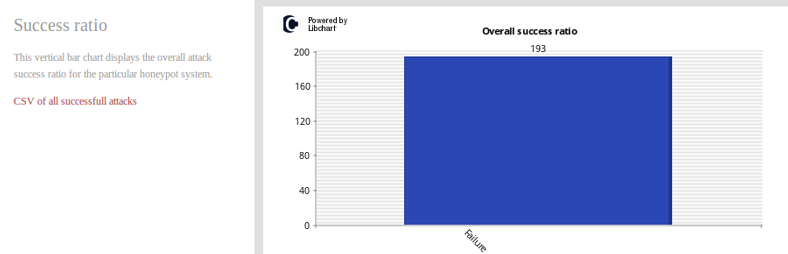 Success ratio
This vertical bar chart displays the overall attack
success ratio for the particular honeypot system.
CSV of all successfull attacks
Powered by
Libchart
Overall success ratio
193
200
160
120
80
40
0
Failure